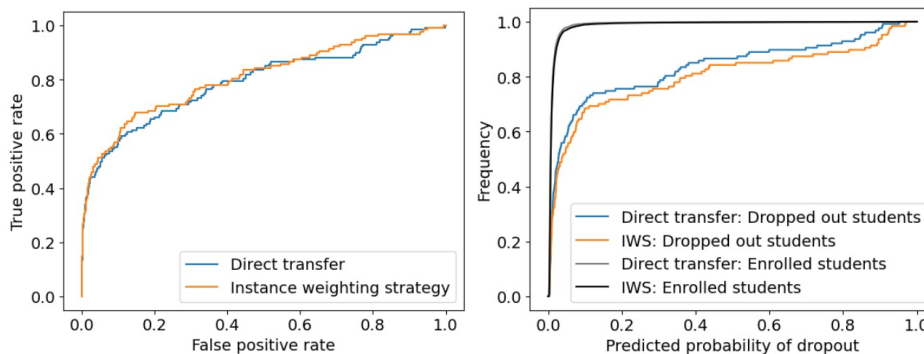 True positive rate
1.0
0.8
0.6
0.4
0.2
0.0
Direct transfer
Instance weighting strategy
0.0 0.2 0.4 0.6 0.8 1.0
False positive rate
Frequency
1.0
0.8
0.6
0.4
0.2
0.0
Direct transfer: Dropped out students
IWS: Dropped out students
Direct transfer: Enrolled students
IWS: Enrolled students
0.0 0.2 0.4 0.6 0.8 1.0
Predicted probability of dropout